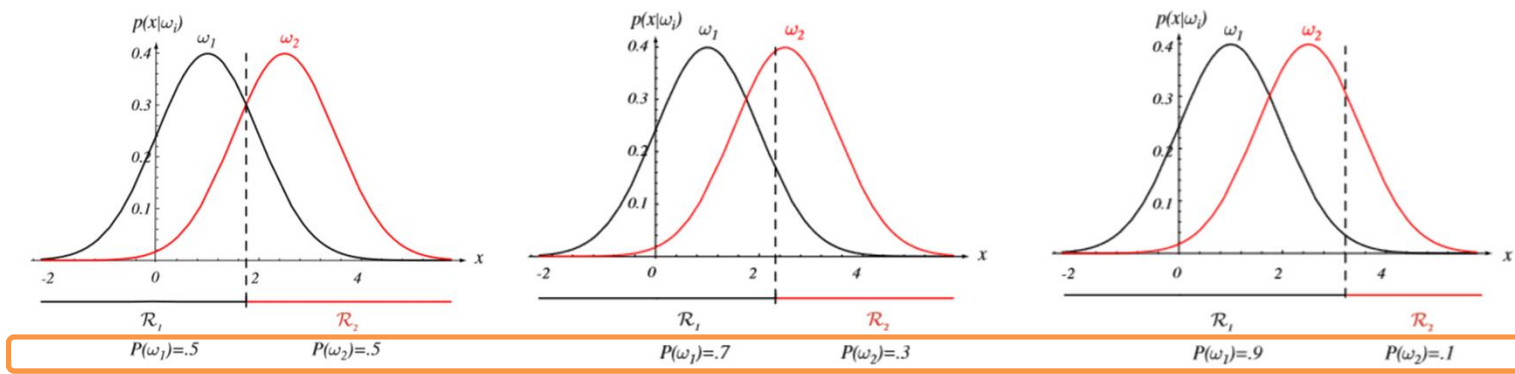 p(x|ω₁) p(x|ωᵢ) p(x|ωᵢ)
ω₁ ω₂ ω₁ ω₂ ω₁ ω₂
0.4 0.4 0.4
0.3 0.3 0.3
0.2 0.2 0.2
0.1 0.1 0.1
x x x
-2 0 2 4 -2 0 2 4 -2 0 2 4
R₁ R₂ R₁ R₂ R₁ R₂
P(ω₁)=.5 P(ω₂)=.5 P(ω₁)=.7 P(ω₂)=.3 P(ω₁)=.9 P(ω₂)=.1